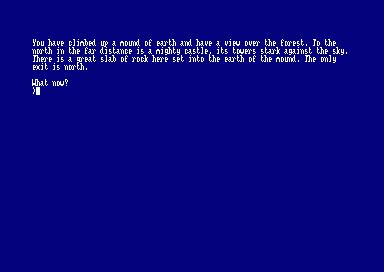 You have climbed up a mound of earth and have a view over the forest. To the
north in the far distance is a mighty castle, its towers stark against the sky.
There is a great slab of rock here set into the earth of the mound. The only
exit is north.
What now?
>